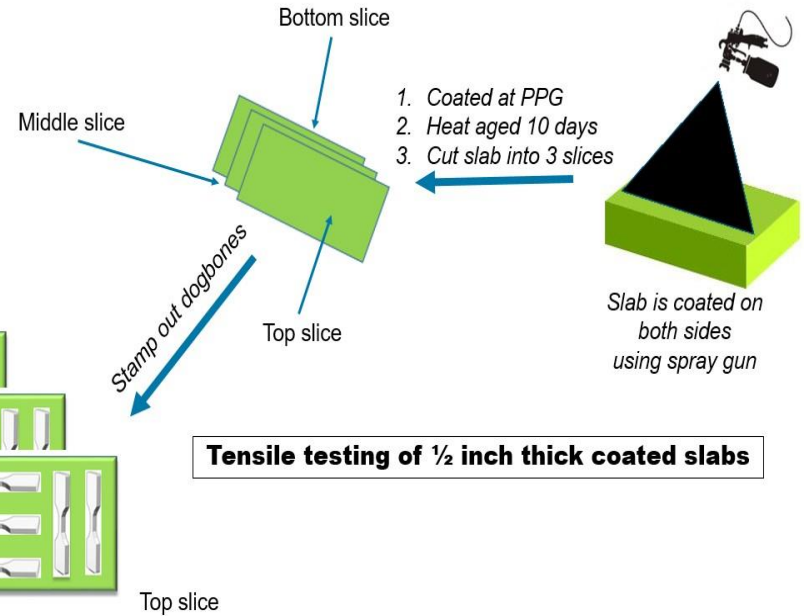 Bottom slice
Middle slice
1. Coated at PPG
2. Heat aged 10 days
3. Cut slab into 3 slices
Stamp out dogbones
Top slice
Slab is coated on
both sides
using spray gun
Tensile testing of ½ inch thick coated slabs
Top slice